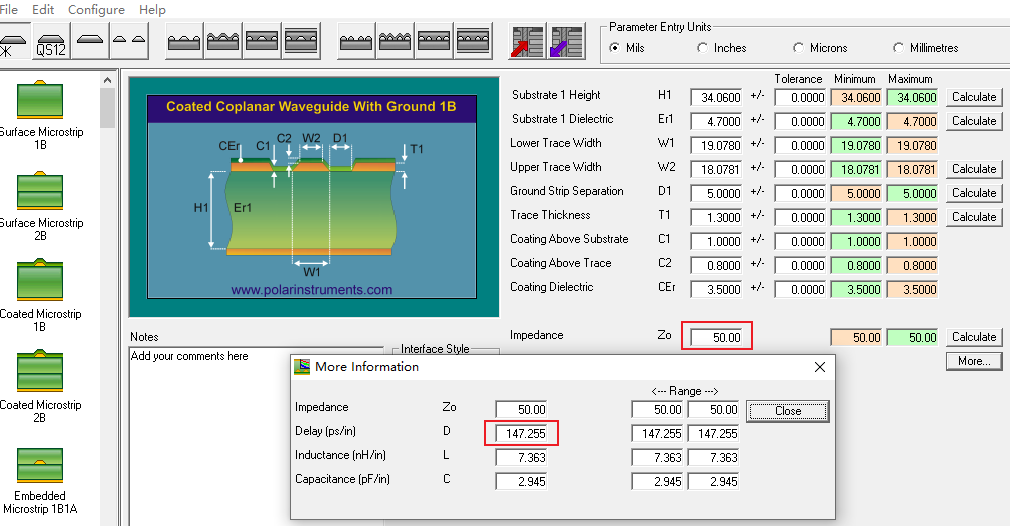 File Edit Configure Help
QS12
Parameter Entry Units
Mils Inches Microns Millimetres
Surface Microstrip
1B
Surface Microstrip
2B
Coated Microstrip
1B
Coated Microstrip
2B
Embedded
Microstrip 1B1A
Coated Coplanar Waveguide With Ground 1B
CEr C1 C2 W2 D1 T1
H1 Er1
W1
www.polarinstruments.com
Notes
Add your comments here
Interface Style
Tolerance Minimum Maximum
Substrate 1 Height H1 34.0600 +/- 0.0000 34.0600 34.0600 Calculate
Substrate 1 Dielectric Er1 4.7000 +/- 0.0000 4.7000 4.7000 Calculate
Lower Trace Width W1 19.0780 +/- 0.0000 19.0780 19.0780
Upper Trace Width W2 18.0781 +/- 0.0000 18.0781 18.0781 Calculate
Ground Strip Separation D1 5.0000 +/- 0.0000 5.0000 5.0000 Calculate
Trace Thickness T1 1.3000 +/- 0.0000 1.3000 1.3000 Calculate
Coating Above Substrate C1 1.0000 +/- 0.0000 1.0000 1.0000
Coating Above Trace C2 0.8000 +/- 0.0000 0.8000 0.8000
Coating Dielectric CEr 3.5000 +/- 0.0000 3.5000 3.5000
Impedance Zo 50.00 50.00 50.00 Calculate
More...
More Information
<--- Range --->
Impedance Zo 50.00 50.00 50.00 Close
Delay (ps/in) D 147.255 147.255 147.255
Inductance (nH/in) L 7.363 7.363 7.363
Capacitance (pF/in) C 2.945 2.945 2.945